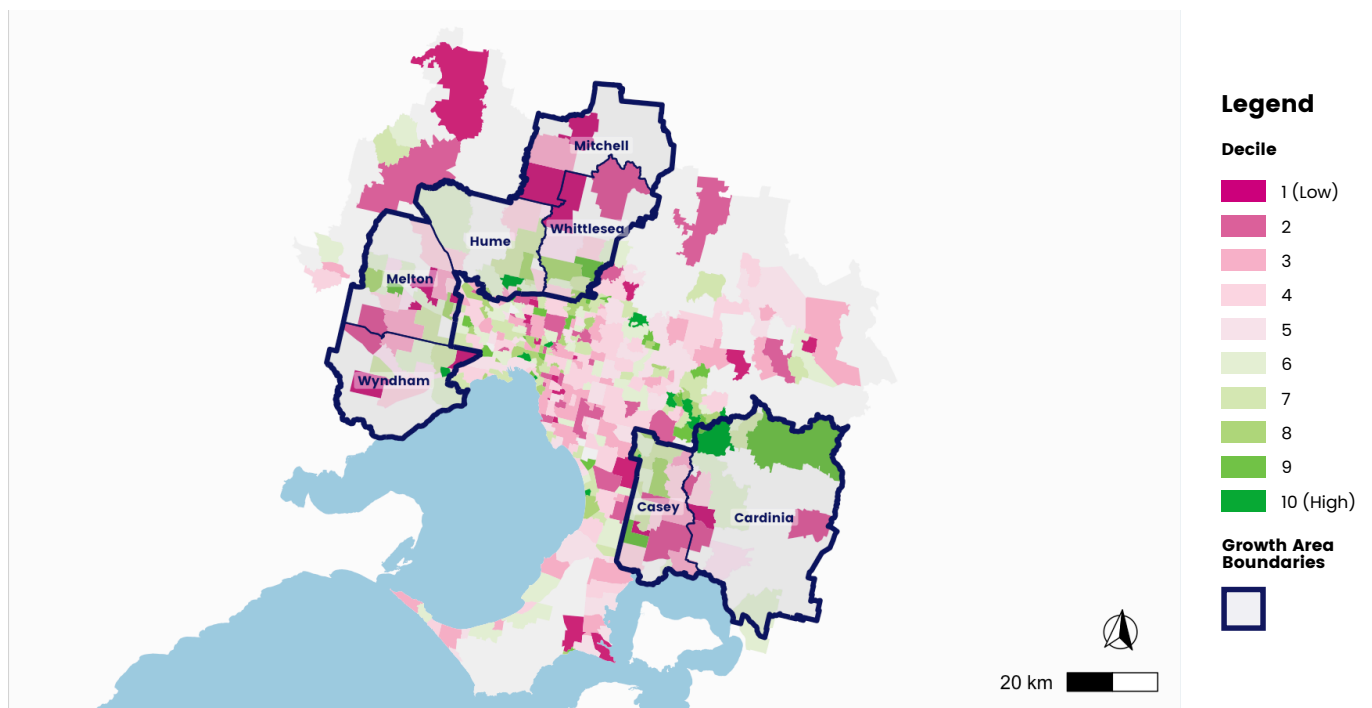 Mitchell
Whittlesea
Hume
Melton
Wyndham
Casey
Cardinia
20 km
Legend
Decile
1 (Low)
2
3
4
5
6
7
8
9
10 (High)
Growth Area
Boundaries